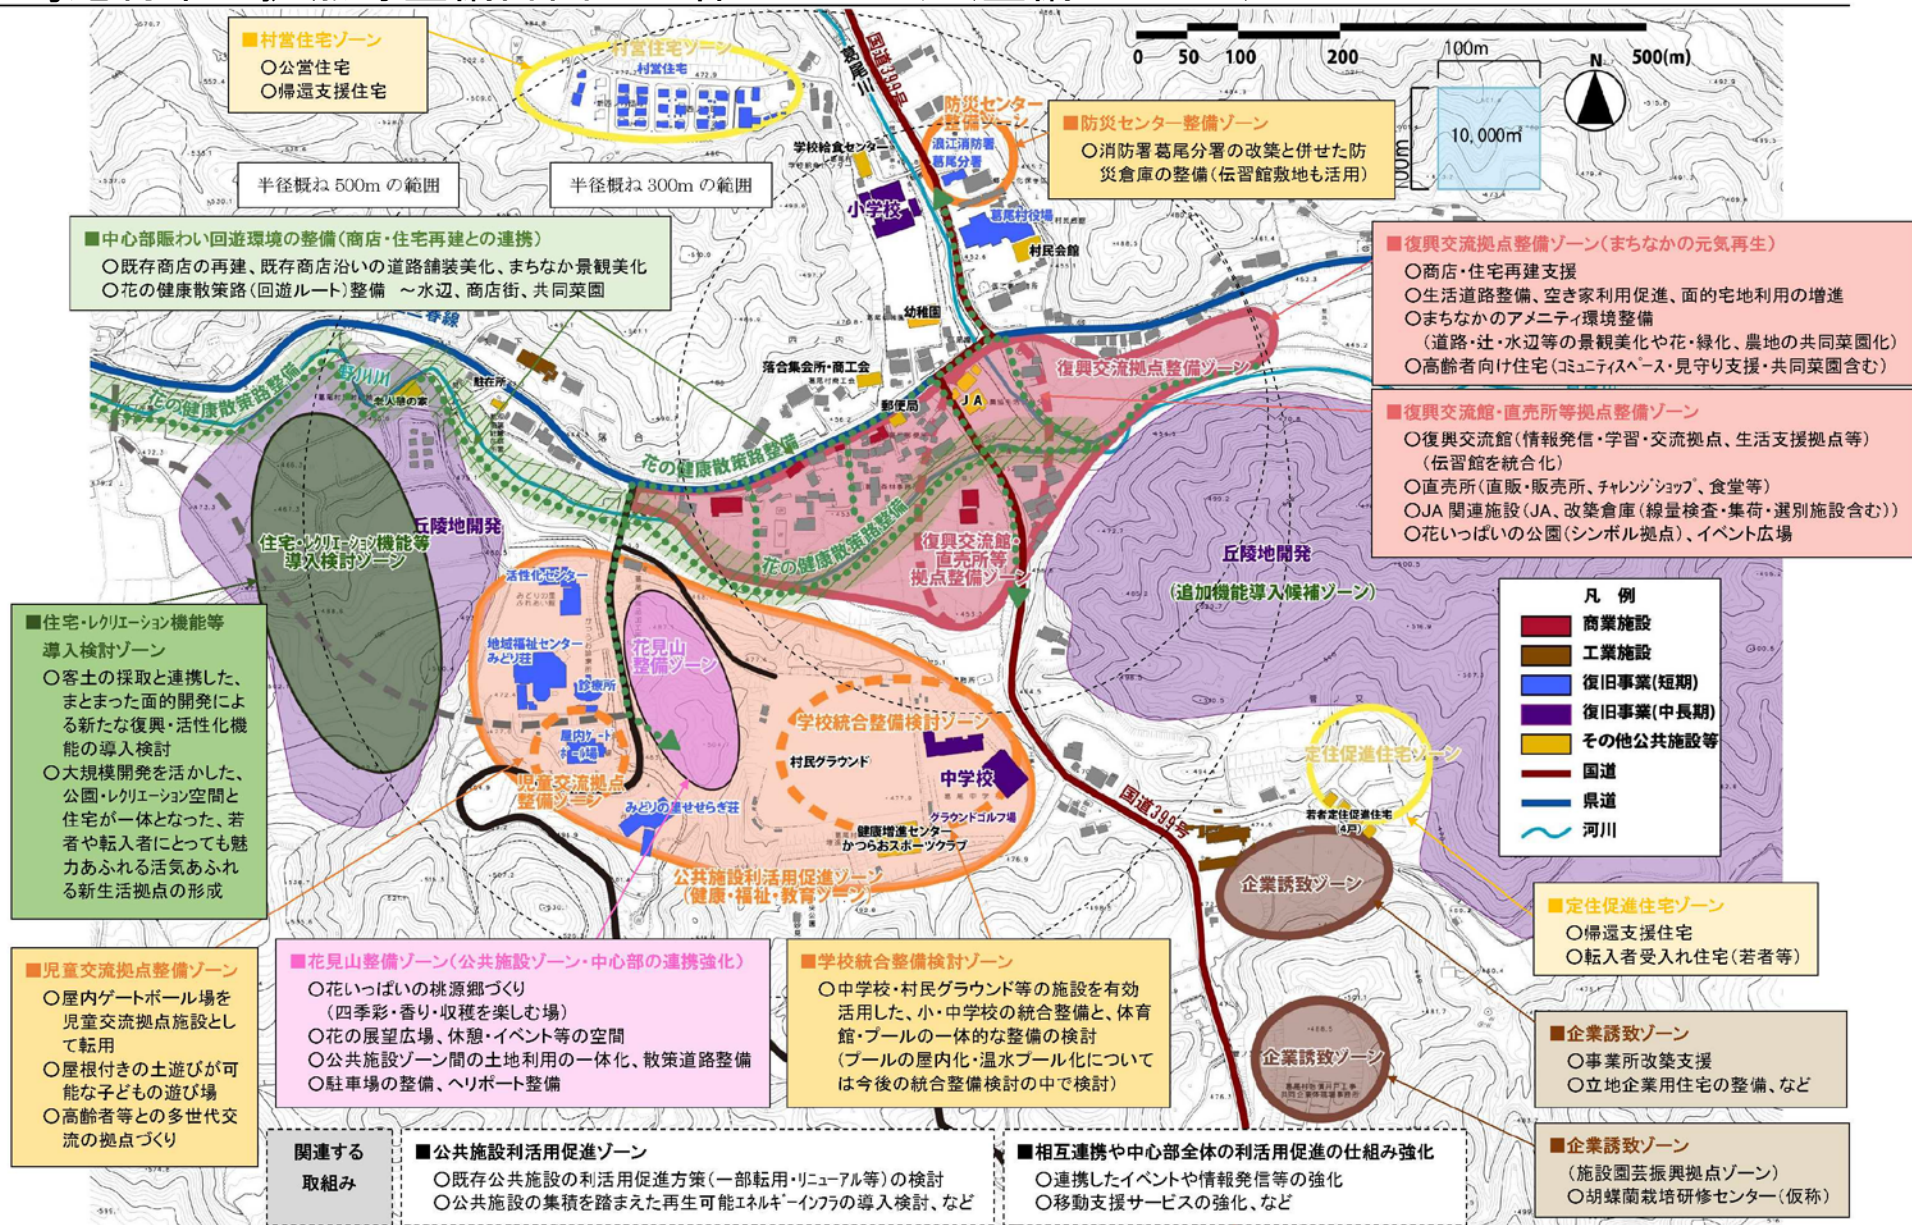 ■村営住宅ゾーン
○公営住宅
○帰還支援住宅
村営住宅ゾーン
村営住宅
葛尾川
国道399号
0 50 100 200 500(m)
100m
N
10,000㎡
防災センター
整備ゾーン
浪江消防署
葛尾分署
■防災センター整備ゾーン
○消防署葛尾分署の改築と併せた防
災倉庫の整備(伝習館敷地も活用)
半径概ね500mの範囲
半径概ね300mの範囲
学校給食センター
小学校
葛尾村役場
村民会館
■中心部賑わい回遊環境の整備(商店・住宅再建との連携)
○既存商店の再建、既存商店沿いの道路舗装美化、まちなか景観美化
○花の健康散策路(回遊ルート)整備 ～水辺、商店街、共同菜園
■復興交流拠点整備ゾーン(まちなかの元気再生)
○商店・住宅再建支援
○生活道路整備、空き家利用促進、面的宅地利用の増進
○まちなかのアメニティ環境整備
(道路・辻・水辺等の景観美化や花・緑化、農地の共同菜園化)
○高齢者向け住宅(コミュニティスペース・見守り支援・共同菜園含む)
幼稚園
落合集会所・商工会
駐在所
郵便局
JA
復興交流拠点整備ゾーン
野川川
老人憩の家
花の健康散策路整備
花の健康散策路整備
花の健康散策路整備
■復興交流館・直売所等拠点整備ゾーン
○復興交流館(情報発信・学習・交流拠点、生活支援拠点等)
(伝習館を統合化)
○直売所(直販・販売所、チャレンジショップ、食堂等)
○JA関連施設(JA、改築倉庫(線量検査・集荷・選別施設含む))
○花いっぱいの公園(シンボル拠点)、イベント広場
丘陵地開発
住宅・レクリエーション機能等
導入検討ゾーン
復興交流館・
直売所等
拠点整備ゾーン
丘陵地開発
(追加機能導入候補ゾーン)
凡 例
商業施設
工業施設
復旧事業(短期)
復旧事業(中長期)
その他公共施設等
国道
県道
河川
■住宅・レクリエーション機能等
導入検討ゾーン
○客土の採取と連携した、
まとまった面的開発によ
る新たな復興・活性化機
能の導入検討
○大規模開発を活かした、
公園・レクリエーション空間と
住宅が一体となった、若
者や転入者にとっても魅
力あふれる活気あふれ
る新生活拠点の形成
活性化センター
地域福祉センター
みどり荘
診療所
花見山
整備ゾーン
屋内ゲート
ボール場
児童交流拠点
整備ゾーン
みどりの里せせらぎ荘
学校統合整備検討ゾーン
村民グラウンド
中学校
グラウンドゴルフ場
健康増進センター
かつらおスポーツクラブ
公共施設利活用促進ゾーン
(健康・福祉・教育ゾーン)
国道399号
定住促進住宅ゾーン
若者定住促進住宅
(4戸)
企業誘致ゾーン
企業誘致ゾーン
■定住促進住宅ゾーン
○帰還支援住宅
○転入者受入れ住宅(若者等)
■児童交流拠点整備ゾーン
○屋内ゲートボール場を
児童交流拠点施設とし
て転用
○屋根付きの土遊びが可
能な子どもの遊び場
○高齢者等との多世代交
流の拠点づくり
■花見山整備ゾーン(公共施設ゾーン・中心部の連携強化)
○花いっぱいの桃源郷づくり
(四季彩・香り・収穫を楽しむ場)
○花の展望広場、休憩・イベント等の空間
○公共施設ゾーン間の土地利用の一体化、散策道路整備
○駐車場の整備、ヘリポート整備
■学校統合整備検討ゾーン
○中学校・村民グラウンド等の施設を有効
活用した、小・中学校の統合整備と、体育
館・プールの一体的な整備の検討
(プールの屋内化・温水プール化について
は今後の統合整備検討の中で検討)
■企業誘致ゾーン
○事業所改築支援
○立地企業用住宅の整備、など
■企業誘致ゾーン
(施設園芸振興拠点ゾーン)
○胡蝶蘭栽培研修センター(仮称)
関連する
取組み
■公共施設利活用促進ゾーン
○既存公共施設の利活用促進方策(一部転用・リニューアル等)の検討
○公共施設の集積を踏まえた再生可能エネルギーインフラの導入検討、など
■相互連携や中心部全体の利活用促進の仕組み強化
○連携したイベントや情報発信等の強化
○移動支援サービスの強化、など